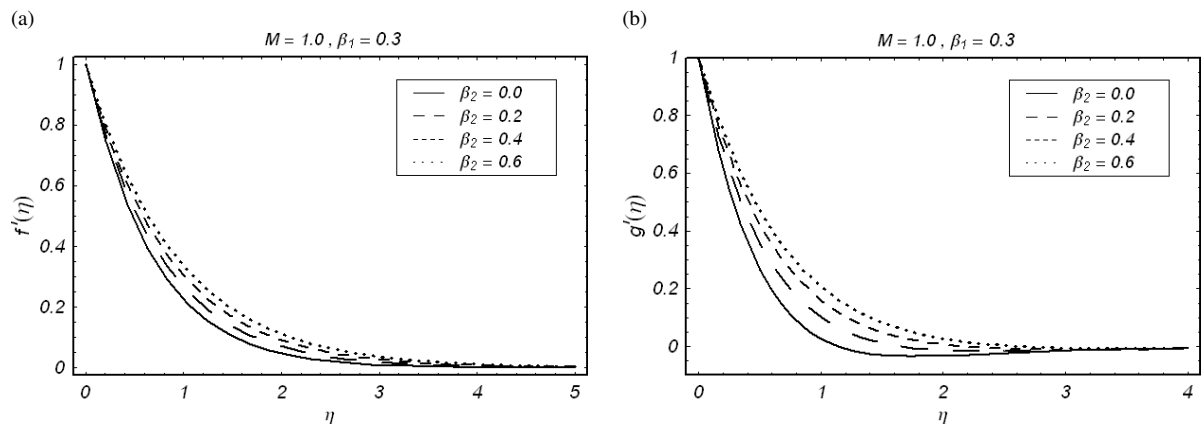 (a)
M = 1.0 , β₁ = 0.3
f′(η)
1
0.8
0.6
0.4
0.2
0
β₂ = 0.0
β₂ = 0.2
β₂ = 0.4
β₂ = 0.6
0 1 2 3 4 5
η
(b)
M = 1.0 , β₁ = 0.3
g′(η)
1
0.8
0.6
0.4
0.2
0
β₂ = 0.0
β₂ = 0.2
β₂ = 0.4
β₂ = 0.6
0 1 2 3 4
η